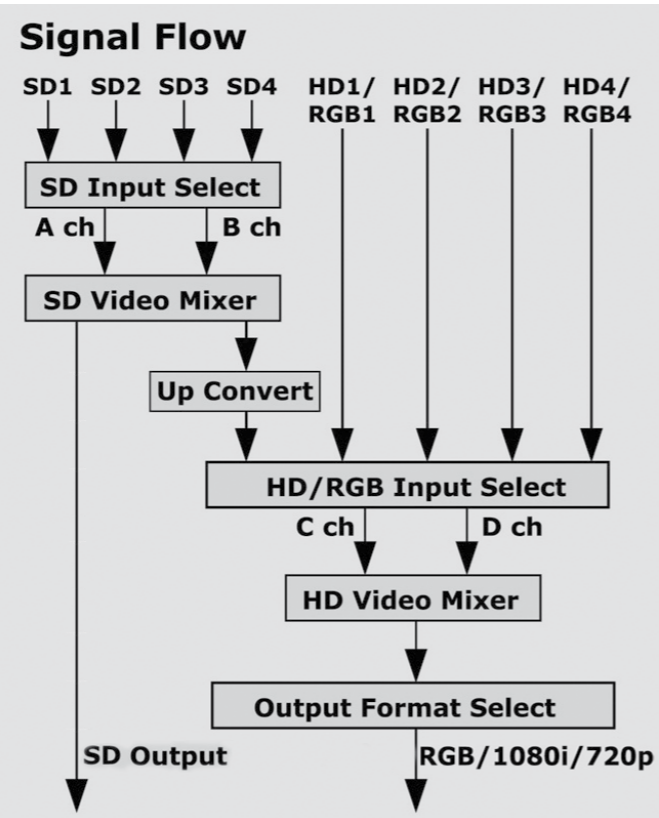 Signal Flow
SD1 SD2 SD3 SD4 HD1/ HD2/ HD3/ HD4/
RGB1 RGB2 RGB3 RGB4
SD Input Select
A ch B ch
SD Video Mixer
Up Convert
HD/RGB Input Select
C ch D ch
HD Video Mixer
Output Format Select
SD Output RGB/1080i/720p